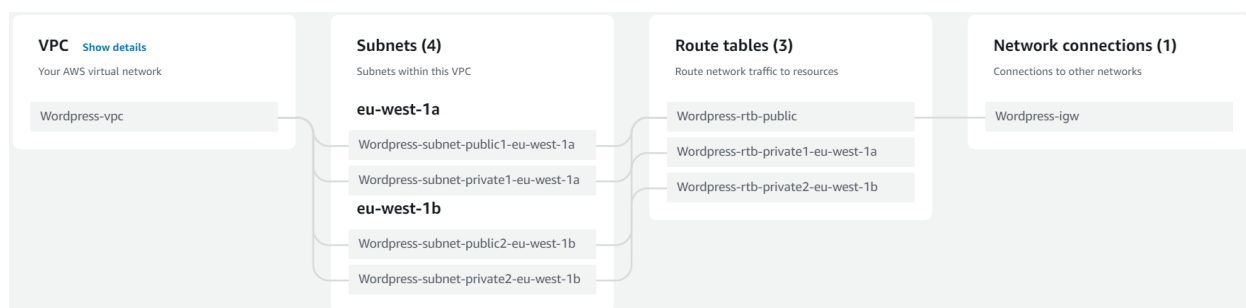 VPC Show details
Your AWS virtual network
Wordpress-vpc
Subnets (4)
Subnets within this VPC
eu-west-1a
Wordpress-subnet-public1-eu-west-1a
Wordpress-subnet-private1-eu-west-1a
eu-west-1b
Wordpress-subnet-public2-eu-west-1b
Wordpress-subnet-private2-eu-west-1b
Route tables (3)
Route network traffic to resources
Wordpress-rtb-public
Wordpress-rtb-private1-eu-west-1a
Wordpress-rtb-private2-eu-west-1b
Network connections (1)
Connections to other networks
Wordpress-igw